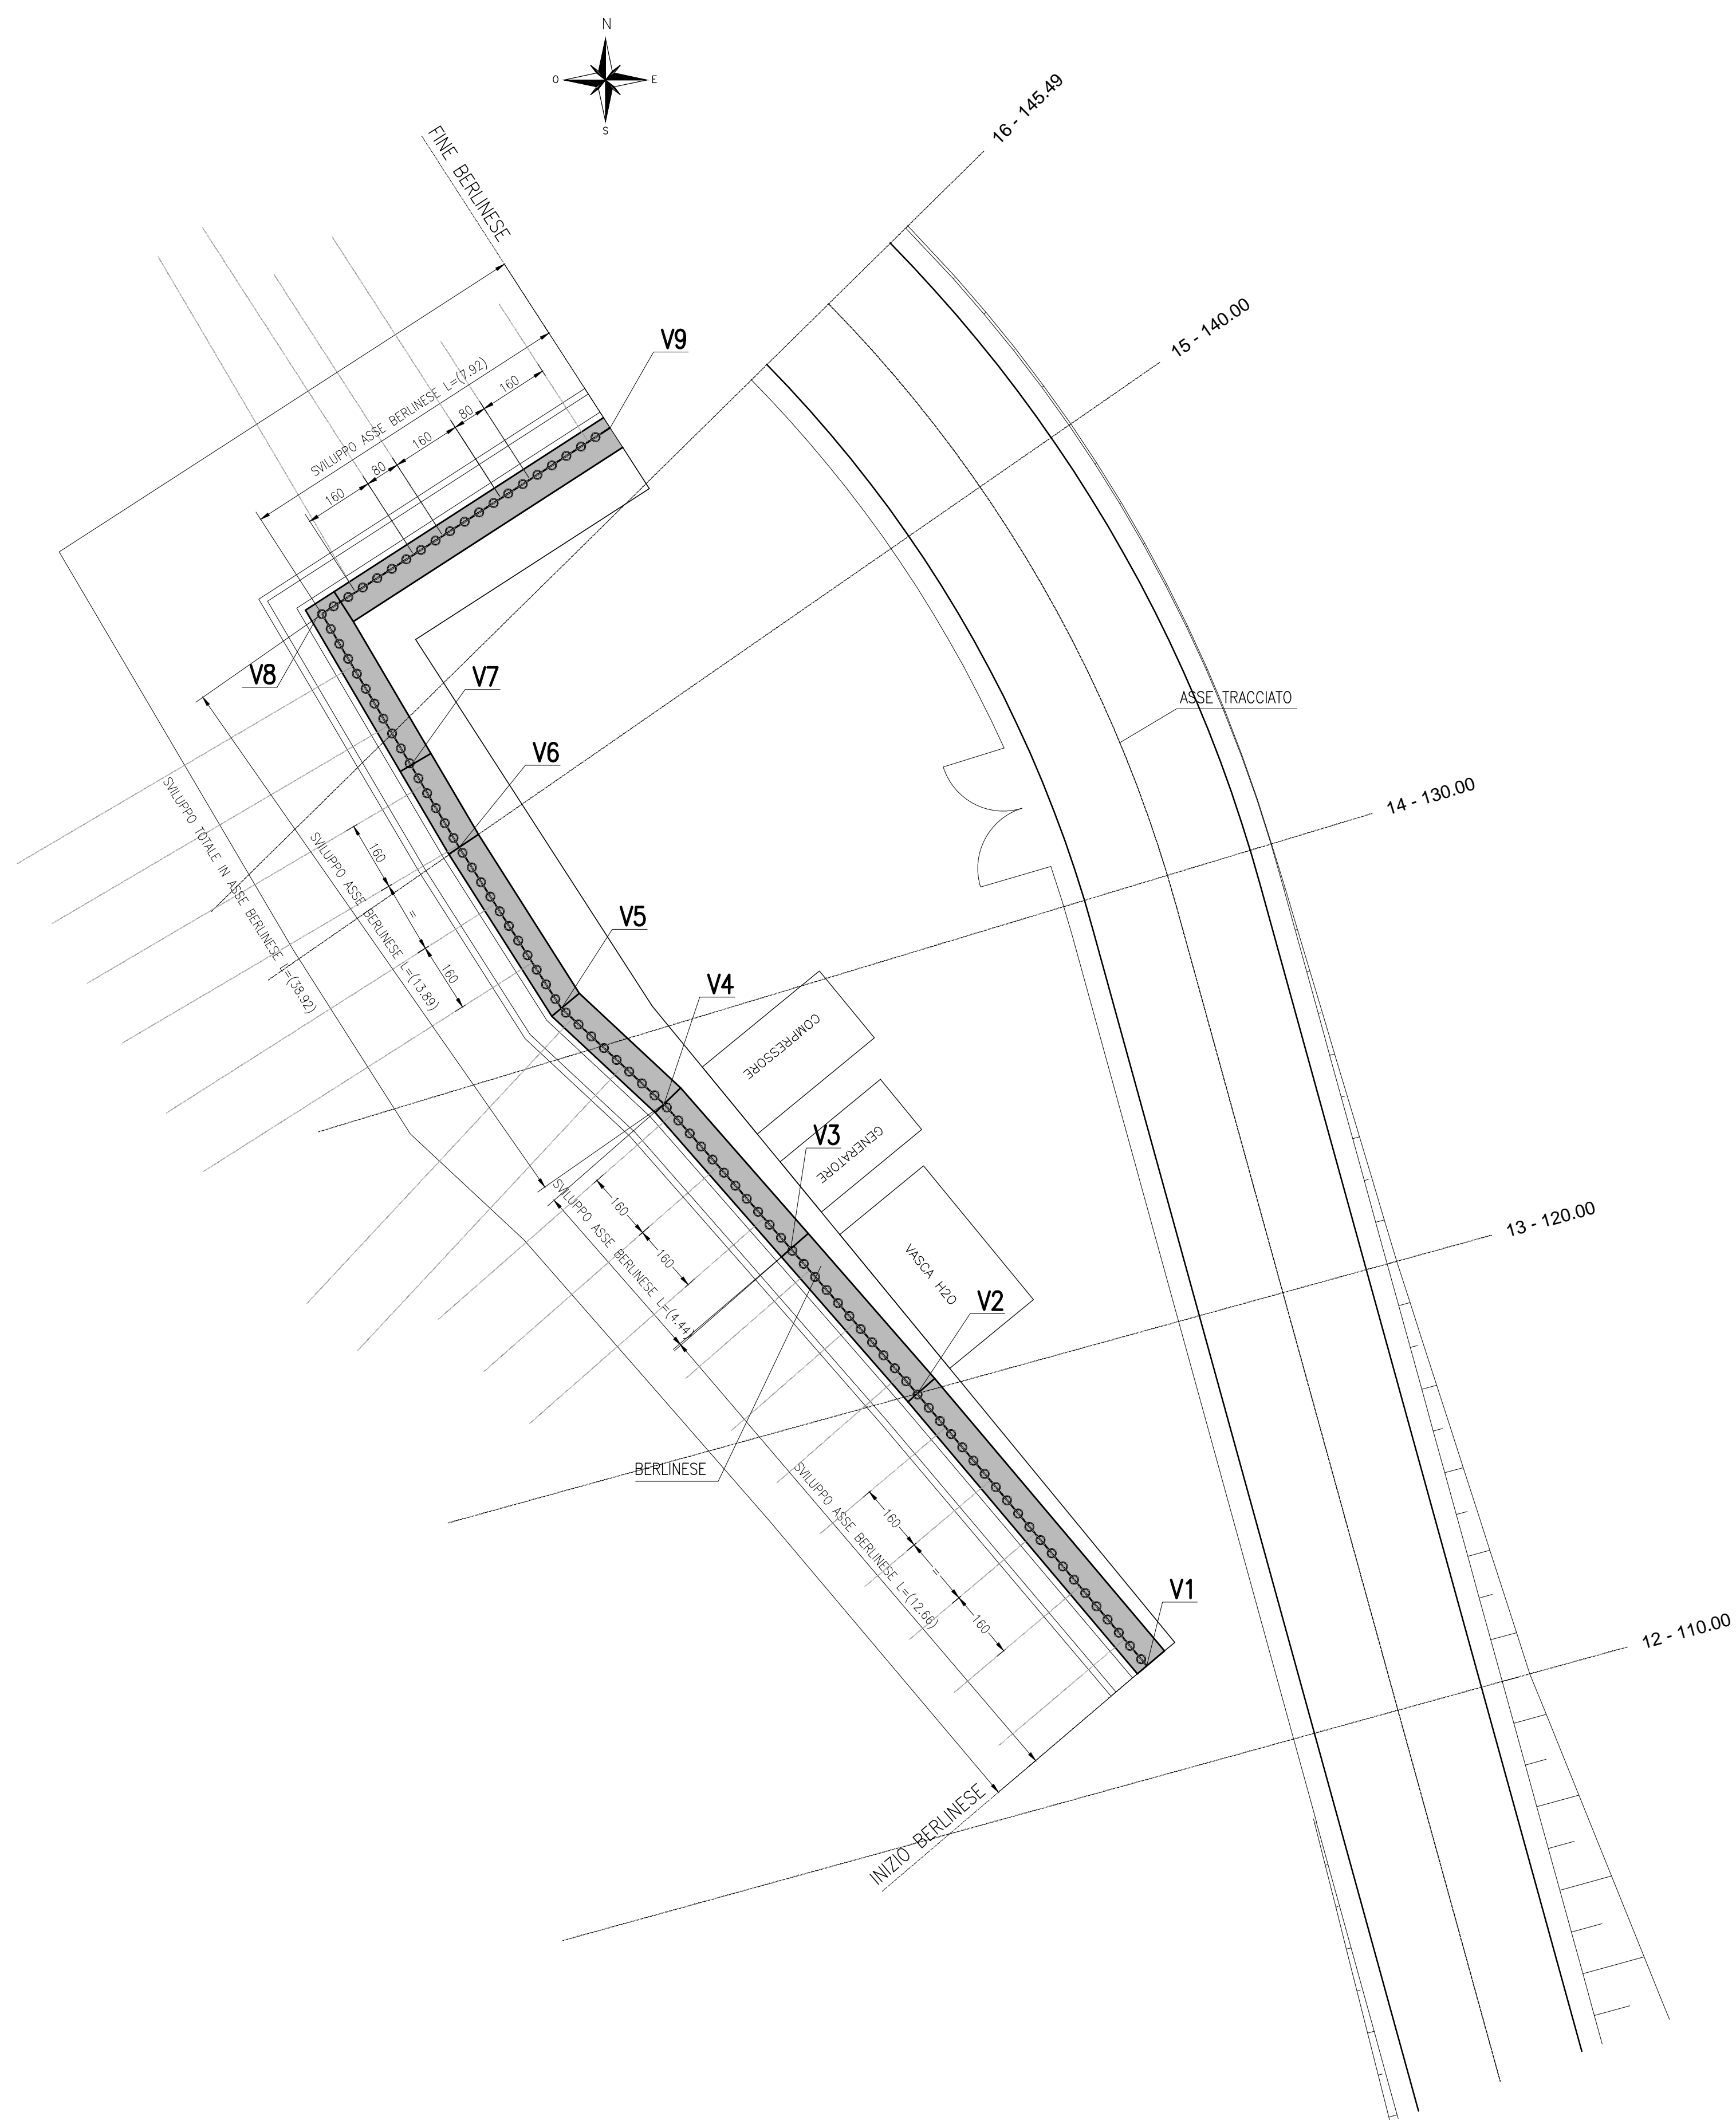 N
O
E
S
FINE BERLINESE
16 - 145.49
15 - 140.00
V9
SVILUPPO ASSE BERLINESE L=(7.92)
160
80
160
80
160
V8
V7
V6
ASSE TRACCIATO
14 - 130.00
SVILUPPO TOTALE IN ASSE BERLINESE L=(38.92)
SVILUPPO ASSE BERLINESE L=(13.89)
160
=
160
V5
V4
COMPRESSORE
GENERATORE
V3
VASCA H2O
13 - 120.00
SVILUPPO ASSE BERLINESE L=(4.44)
160
160
V2
BERLINESE
SVILUPPO ASSE BERLINESE L=(12.66)
160
=
160
V1
12 - 110.00
INIZIO BERLINESE